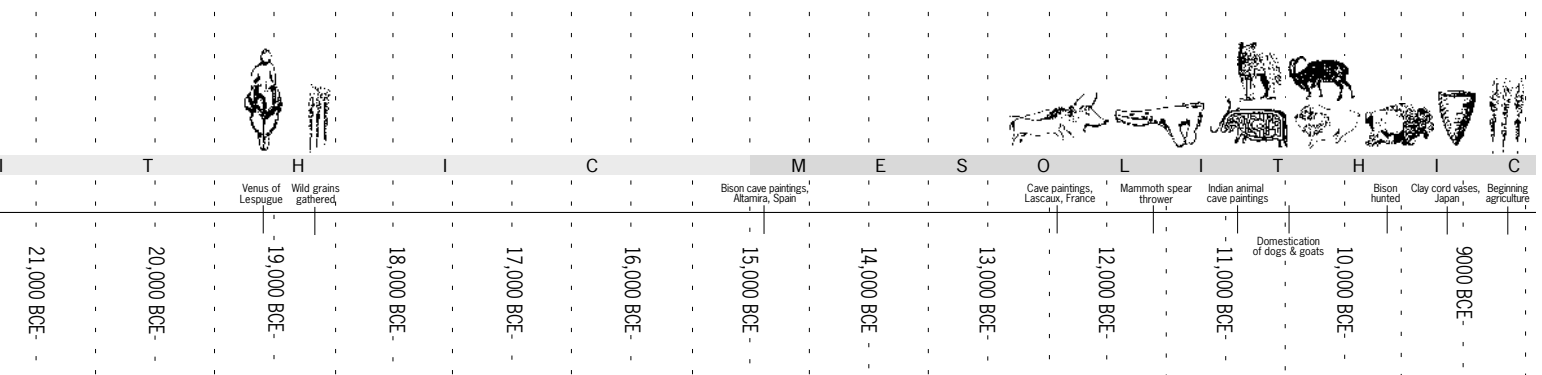 I T H I C M E S O L I T H I C
Venus of
Lespugue
Wild grains
gathered
Bison cave paintings,
Altamira, Spain
Cave paintings,
Lascaux, France
Mammoth spear
thrower
Indian animal
cave paintings
Domestication
of dogs & goats
Bison
hunted
Clay cord vases,
Japan
Beginning
agriculture
21,000 BCE
20,000 BCE
19,000 BCE
18,000 BCE
17,000 BCE
16,000 BCE
15,000 BCE
14,000 BCE
13,000 BCE
12,000 BCE
11,000 BCE
10,000 BCE
9000 BCE